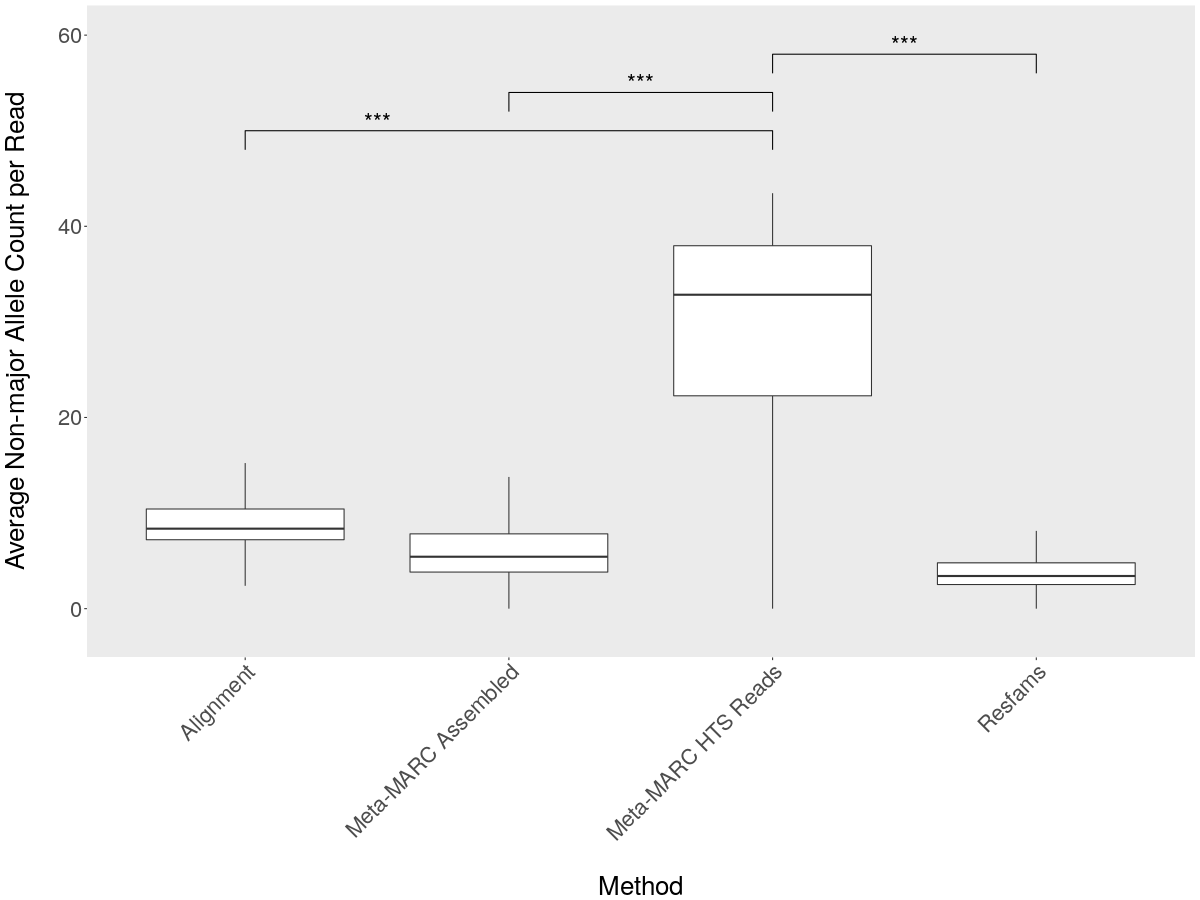 Average Non-major Allele Count per Read
60
40
20
0
***
***
***
Alignment
Meta-MARC Assembled
Meta-MARC HTS Reads
Resfams
Method